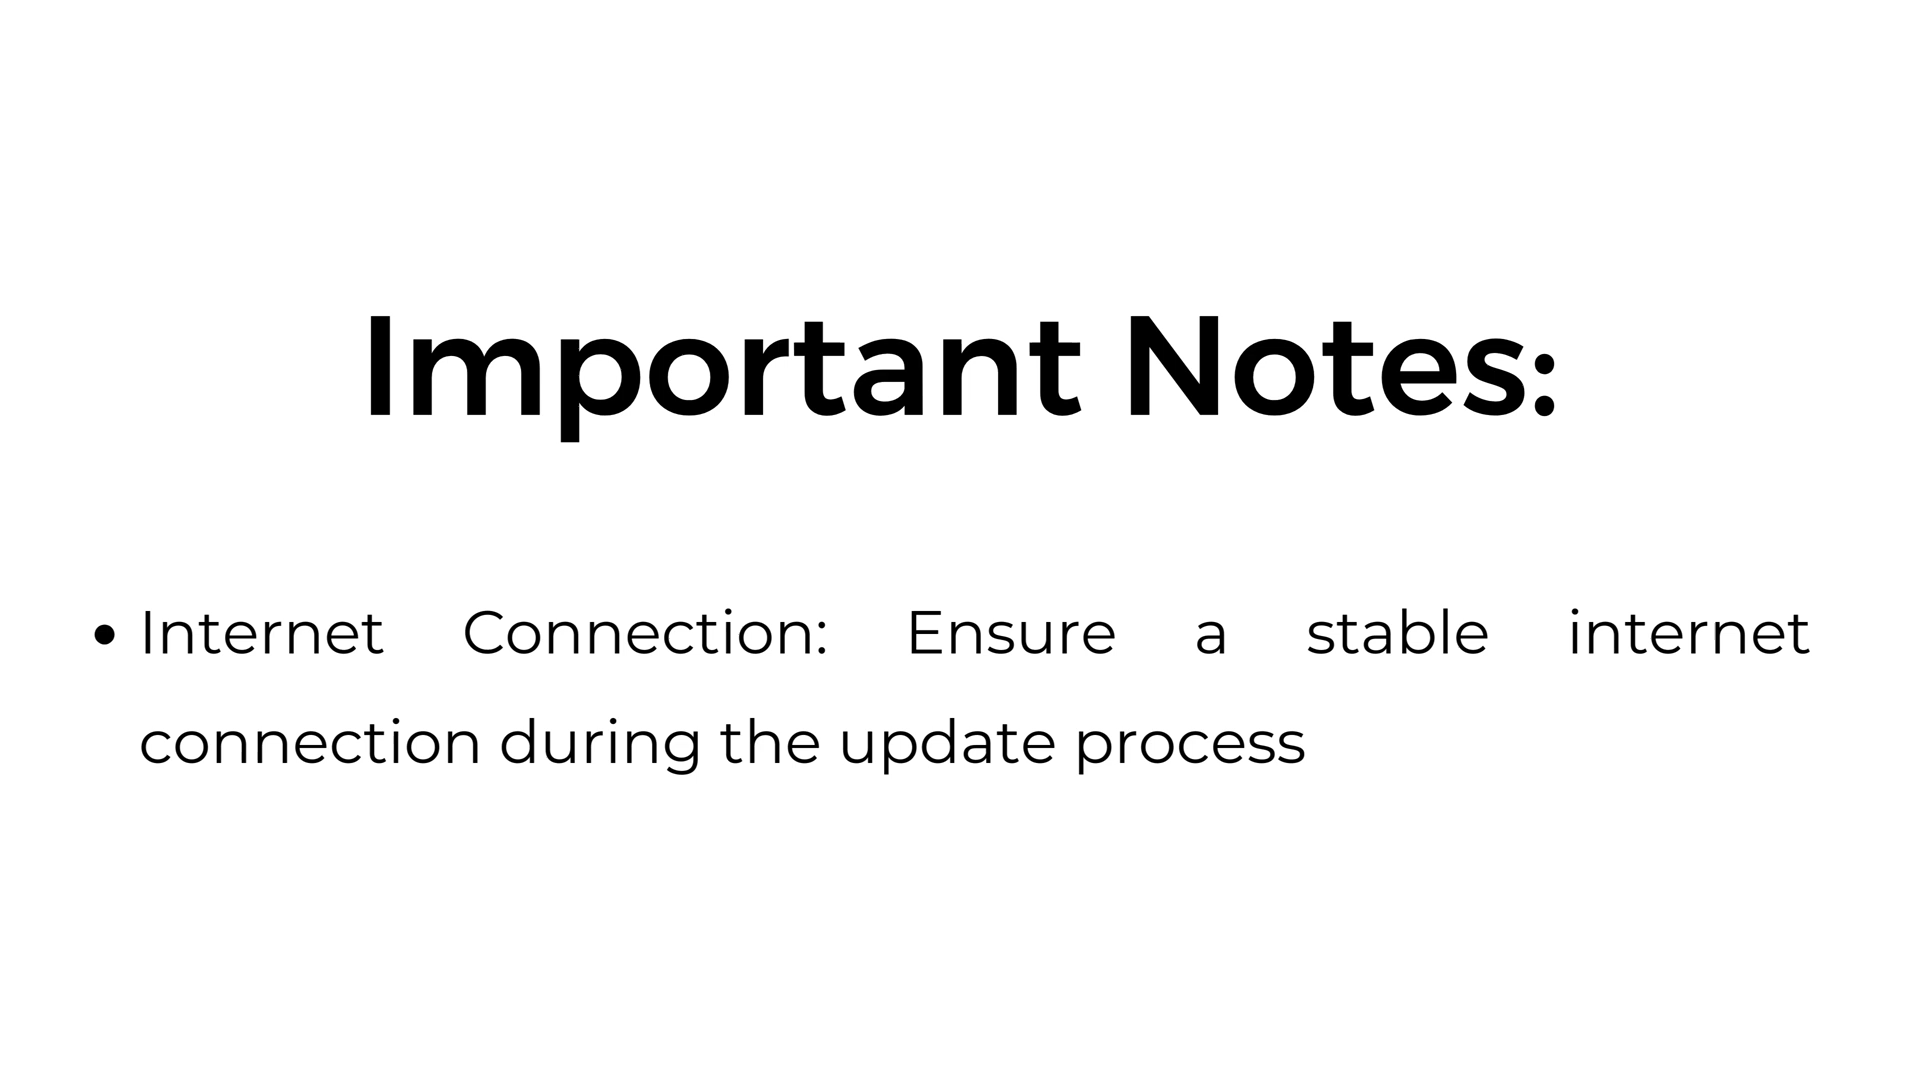 Important Notes:
• Internet Connection: Ensure a stable internet
connection during the update process